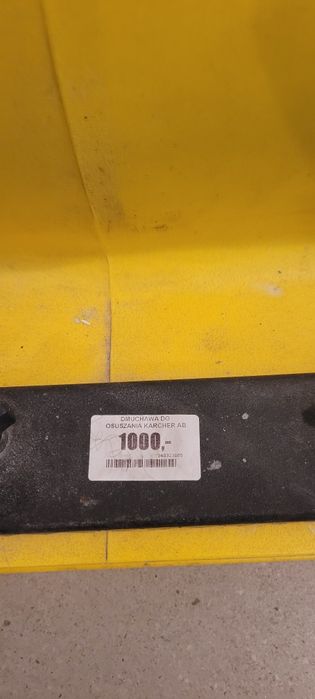 DMUCHAWA DO
OSUSZANIA KARCHER AB
1000,-